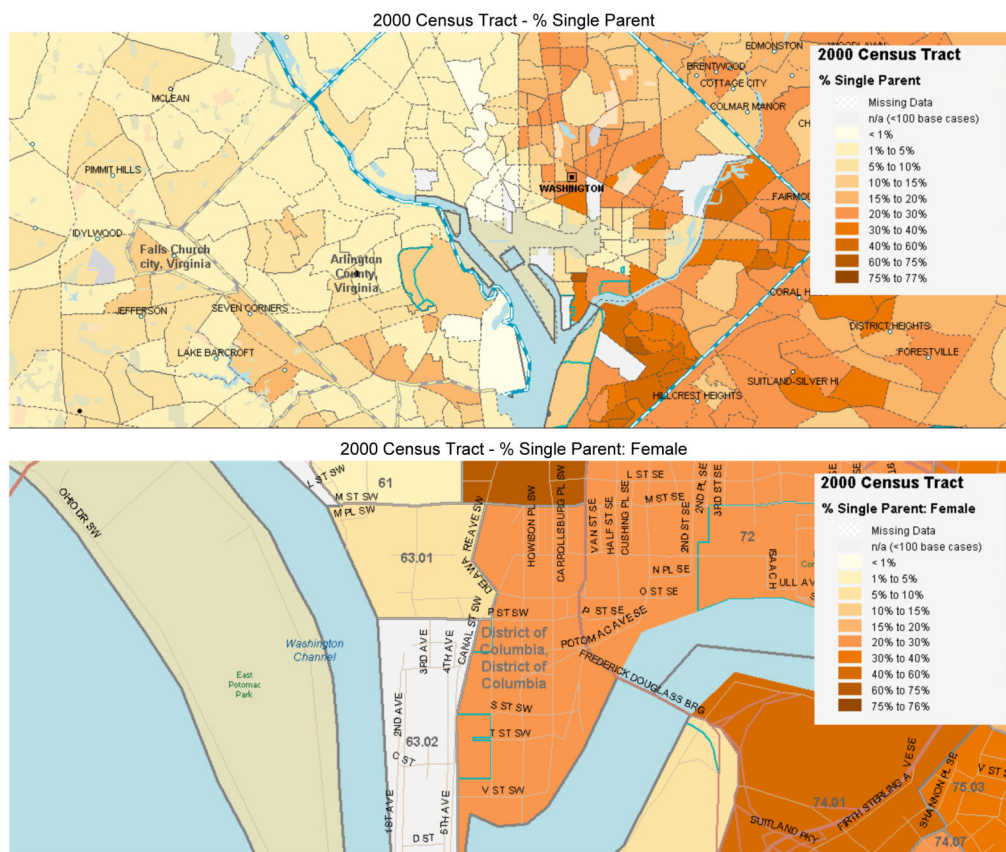 2000 Census Tract - % Single Parent
EDMONSTON
BRENTWOOD
COTTAGE CITY
COLMAR MANOR
MCLEAN
PIMMIT HILLS
WASHINGTON
IDYLWOOD
Falls Church
city, Virginia
Arlington
County,
Virginia
JEFFERSON
SEVEN CORNERS
LAKE BARCROFT
DISTRICT HEIGHTS
FORESTVILLE
SUITLAND-SILVER HI
HILLCREST HEIGHTS
CORAL H
FAIRMO
CH
2000 Census Tract
% Single Parent
Missing Data
n/a (<100 base cases)
< 1%
1% to 5%
5% to 10%
10% to 15%
15% to 20%
20% to 30%
30% to 40%
40% to 60%
60% to 75%
75% to 77%
2000 Census Tract - % Single Parent: Female
OHIO DR SW
L ST SW
61
M ST SW
M PL SW
63.01
DELAWA REAVE SW
HOWISON PL SW
CARROLLSBURG PL SW
VAN ST SE
HALF ST SE
CUSHING PL SE
L ST SE
M ST SE
2ND ST SE
2ND PL SE
3RD ST SE
72
N PL SE
O ST SE
ISAAC H
ULL AV
P ST SW
P ST SE
POTOMAC AVE SE
FREDERICK DOUGLASS BRG
CANAL ST SW
District of
Columbia,
District of
Columbia
Washington
Channel
East
Potomac
Park
3RD AVE
4TH AVE
2ND AVE
63.02
C ST
1ST AVE
5TH AVE
D ST
S ST SW
T ST SW
V ST SW
74.01
SUITLAND PKY
FIRTH STERLING A VE SE
SHANNON PL SE
75.03
V ST S
74.07
2000 Census Tract
% Single Parent: Female
Missing Data
n/a (<100 base cases)
< 1%
1% to 5%
5% to 10%
10% to 15%
15% to 20%
20% to 30%
30% to 40%
40% to 60%
60% to 75%
75% to 76%